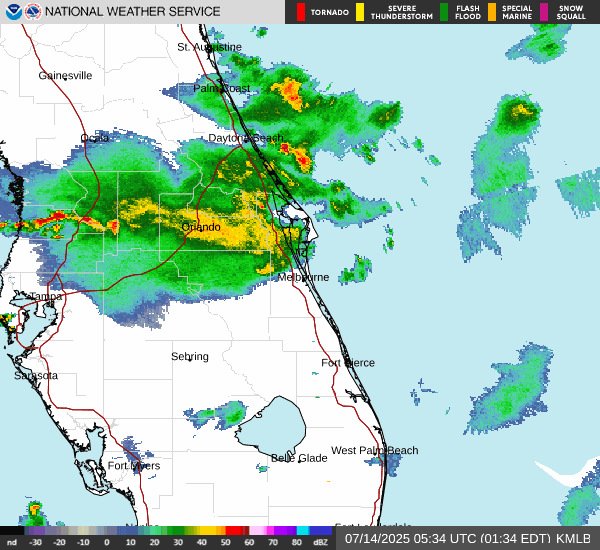 NATIONAL WEATHER SERVICE
TORNADO
SEVERE THUNDERSTORM
FLASH FLOOD
SPECIAL MARINE
SNOW SQUALL
St. Augustine
Gainesville
Palm Coast
Ocala
Daytona Beach
Orlando
Melbourne
Tampa
Sebring
Fort Pierce
Sarasota
West Palm Beach
Belle Glade
Fort Myers
nd -30 -20 -10 0 10 20 30 40 50 60 70 80 dBZ
07/14/2025 05:34 UTC (01:34 EDT) KMLB